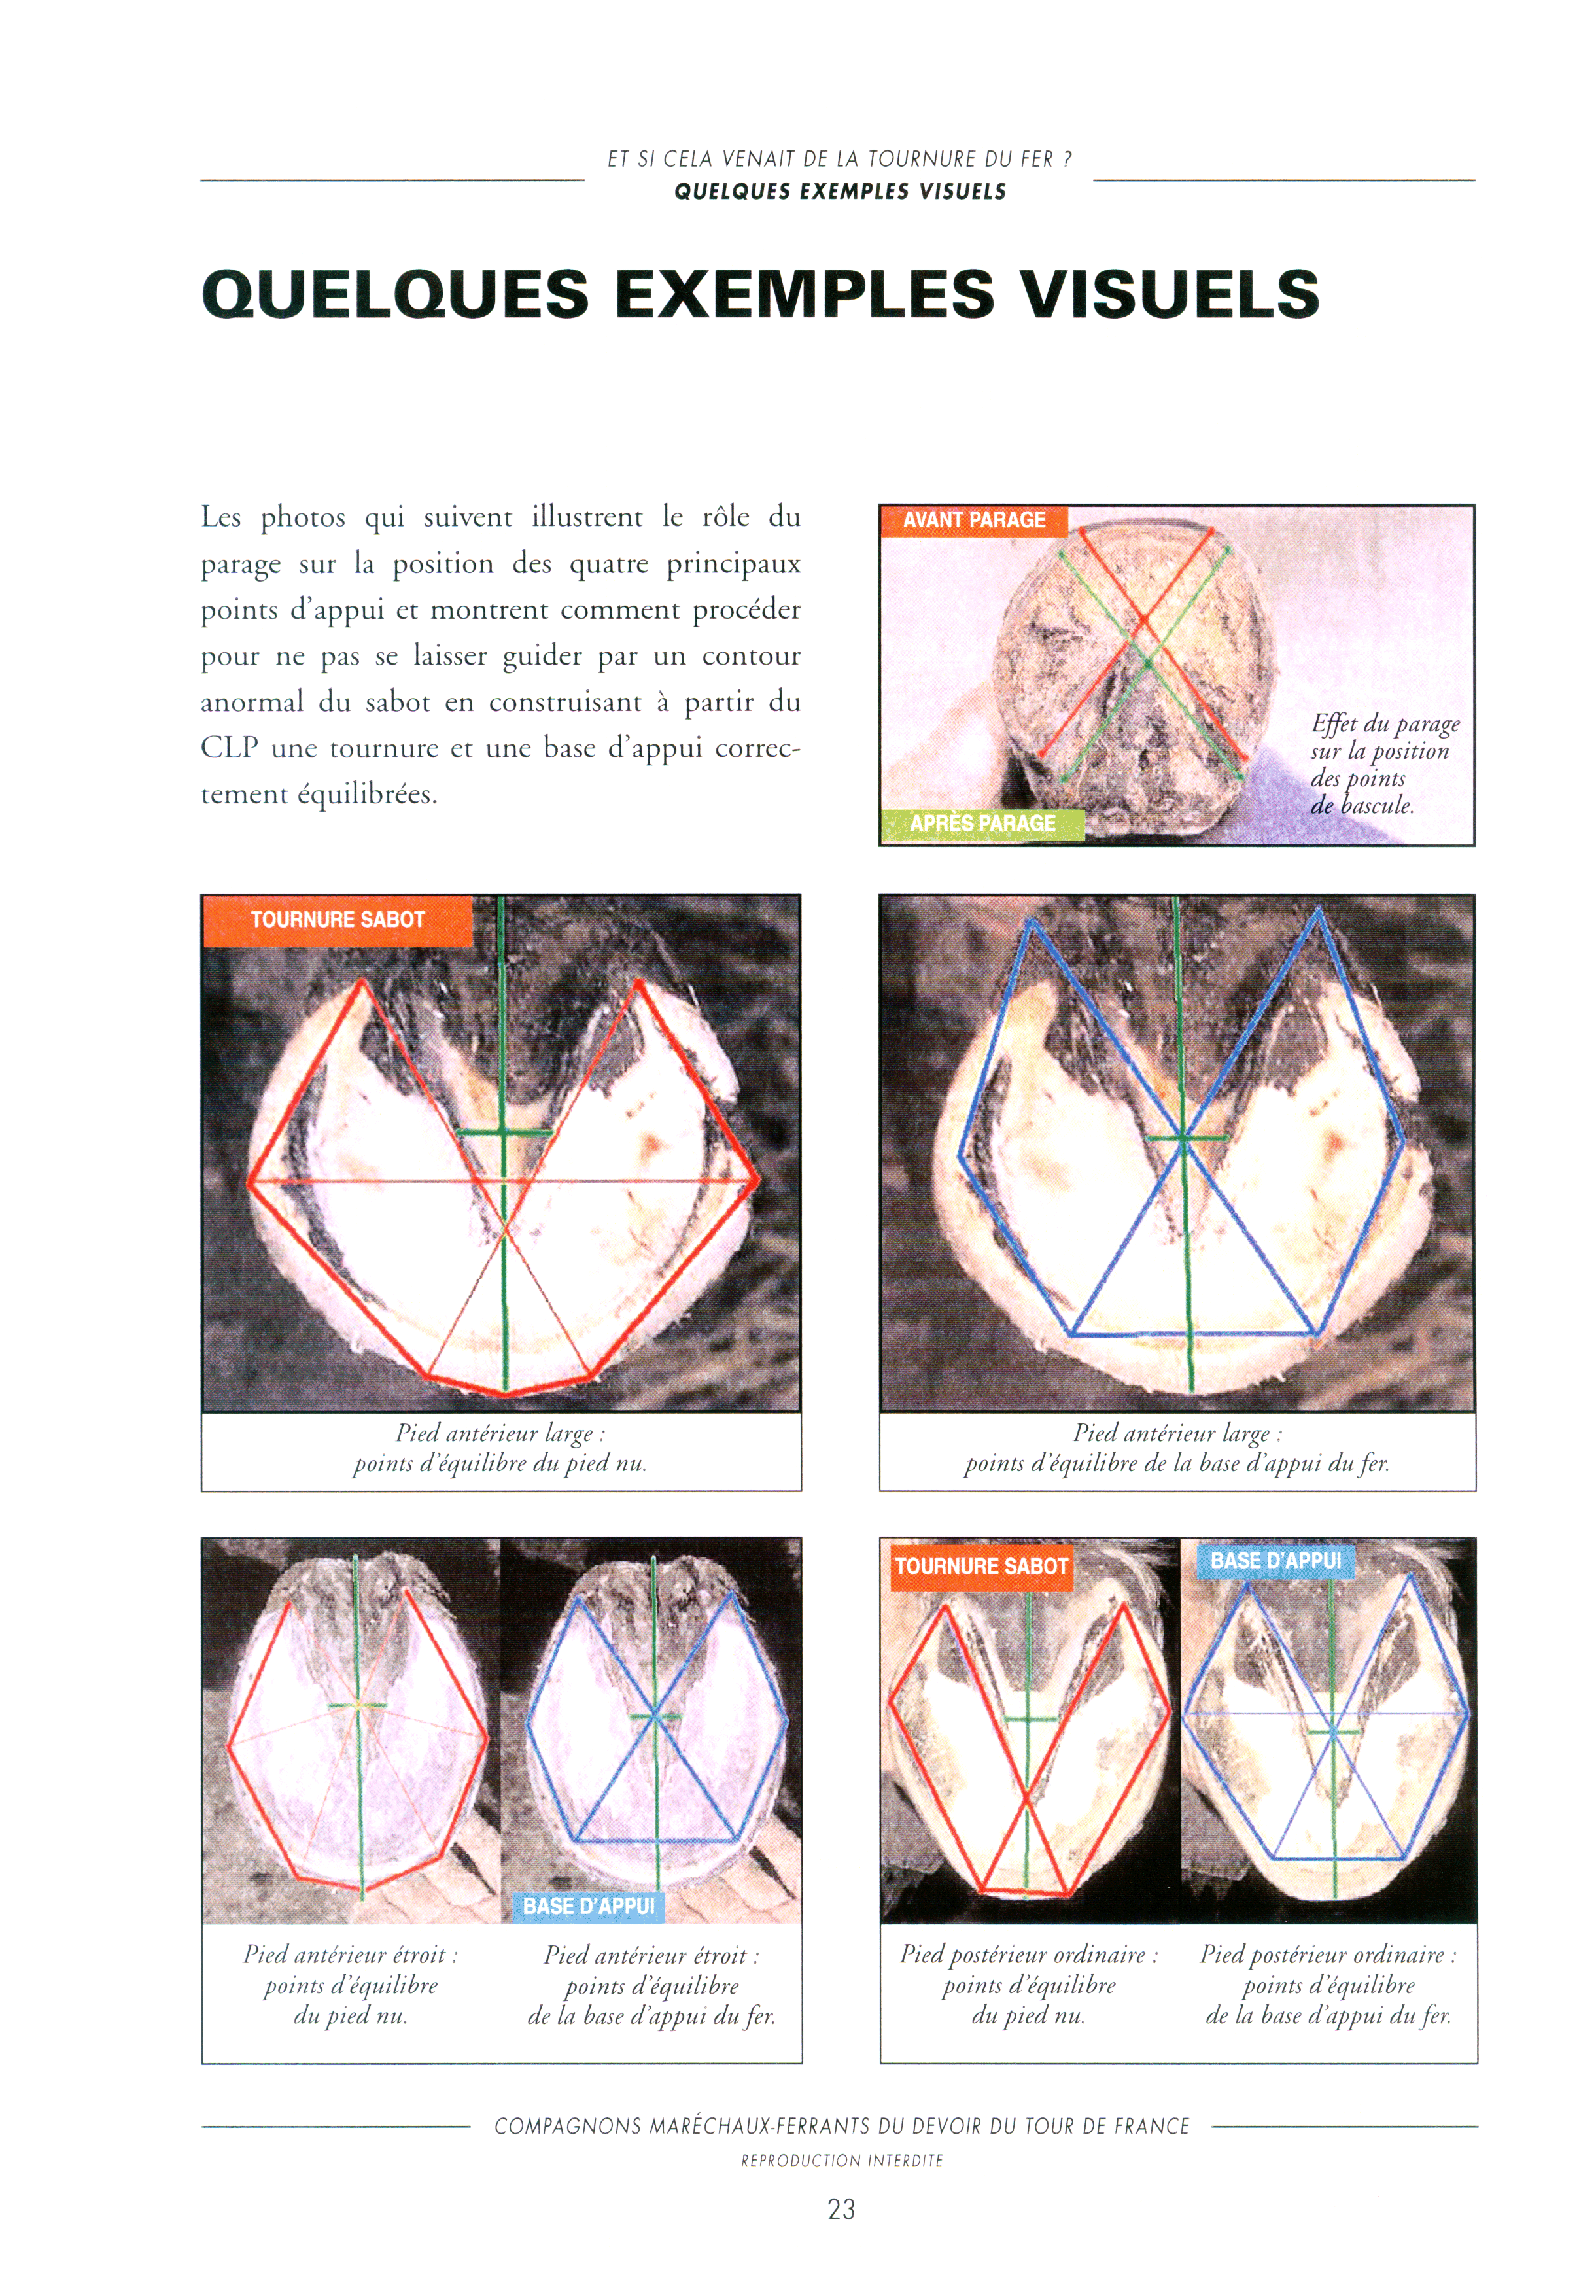 ET SI CELA VENAIT DE LA TOURNURE DU FER ?
QUELQUES EXEMPLES VISUELS
QUELQUES EXEMPLES VISUELS
Les photos qui suivent illustrent le rôle du
parage sur la position des quatre principaux
points d'appui et montrent comment procéder
pour ne pas se laisser guider par un contour
anormal du sabot en construisant à partir du
CLP une tournure et une base d'appui correc-
tement équilibrées.
AVANT PARAGE
Effet du parage
sur la position
des points
de bascule.
APRÈS PARAGE
TOURNURE SABOT
Pied antérieur large :
points d'équilibre du pied nu.
Pied antérieur large :
points d'équilibre de la base d'appui du fer.
BASE D'APPUI
Pied antérieur étroit :
points d'équilibre
du pied nu.
Pied antérieur étroit :
points d'équilibre
de la base d'appui du fer.
TOURNURE SABOT
BASE D'APPUI
Pied postérieur ordinaire :
points d'équilibre
du pied nu.
Pied postérieur ordinaire :
points d'équilibre
de la base d'appui du fer.
COMPAGNONS MARÉCHAUX-FERRANTS DU DEVOIR DU TOUR DE FRANCE
REPRODUCTION INTERDITE
23